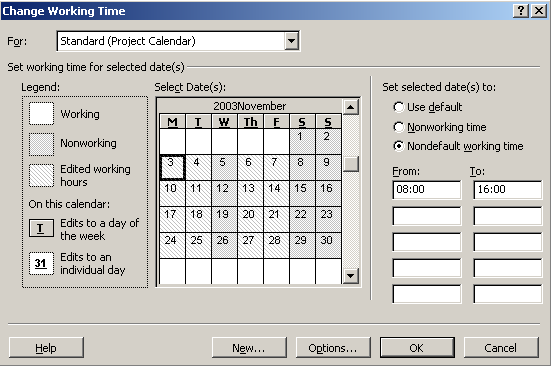 Change Working Time
For: Standard (Project Calendar)
Set working time for selected date(s)
Legend:
Working
Nonworking
Edited working
hours
On this calendar:
T Edits to a day of
the week
31 Edits to an
individual day
Select Date(s):
2003November
M T W Th F S S
1 2
3 4 5 6 7 8 9
10 11 12 13 14 15 16
17 18 19 20 21 22 23
24 25 26 27 28 29 30
Set selected date(s) to:
Use default
Nonworking time
Nondefault working time
From: To:
08:00 16:00
Help New... Options... OK Cancel